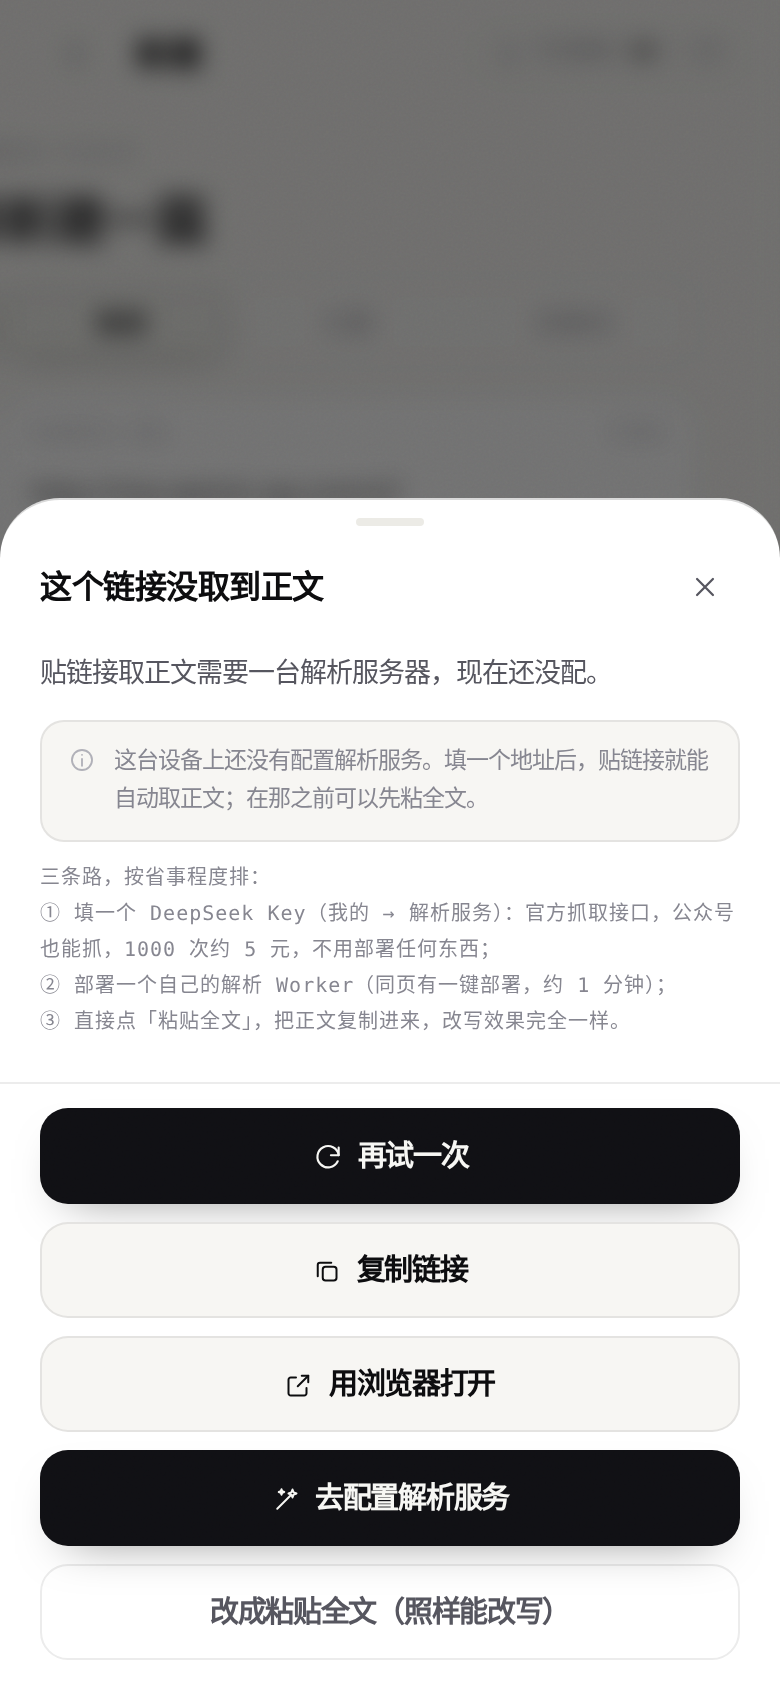 这个链接没取到正文
贴链接取正文需要一台解析服务器，现在还没配。
这台设备上还没有配置解析服务。填一个地址后，贴链接就能
自动取正文；在那之前可以先粘全文。
三条路，按省事程度排：
① 填一个 DeepSeek Key（我的 → 解析服务）：官方抓取接口，公众号
也能抓，1000 次约 5 元，不用部署任何东西；
② 部署一个自己的解析 Worker（同页有一键部署，约 1 分钟）；
③ 直接点「粘贴全文」，把正文复制进来，改写效果完全一样。
再试一次
复制链接
用浏览器打开
去配置解析服务
改成粘贴全文（照样能改写）